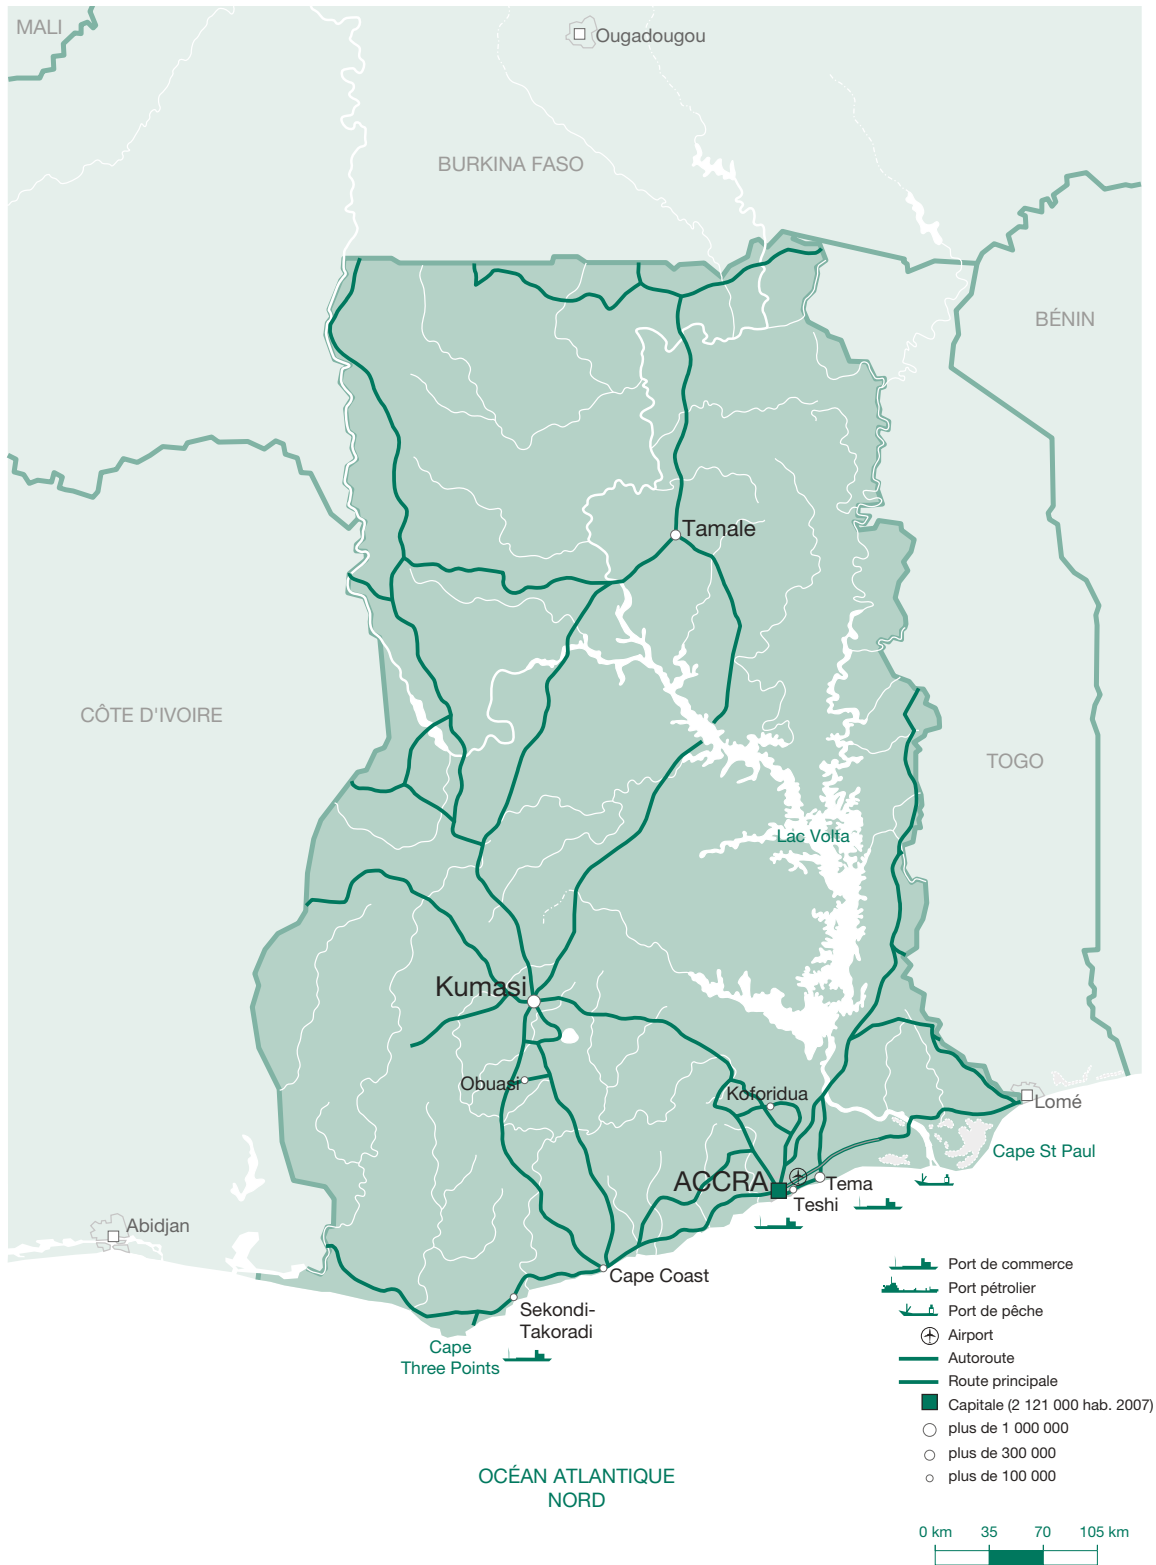 MALI
Ougadougou
BURKINA FASO
BÉNIN
Tamale
CÔTE D'IVOIRE
TOGO
Lac Volta
Kumasi
Obuasi
Koforidua
Lomé
Cape St Paul
ACCRA
Tema
Teshi
Abidjan
Cape Coast
Sekondi-
Takoradi
Cape
Three Points
Port de commerce
Port pétrolier
Port de pêche
Airport
Autoroute
Route principale
Capitale (2 121 000 hab. 2007)
plus de 1 000 000
plus de 300 000
plus de 100 000
OCÉAN ATLANTIQUE
NORD
0 km 35 70 105 km